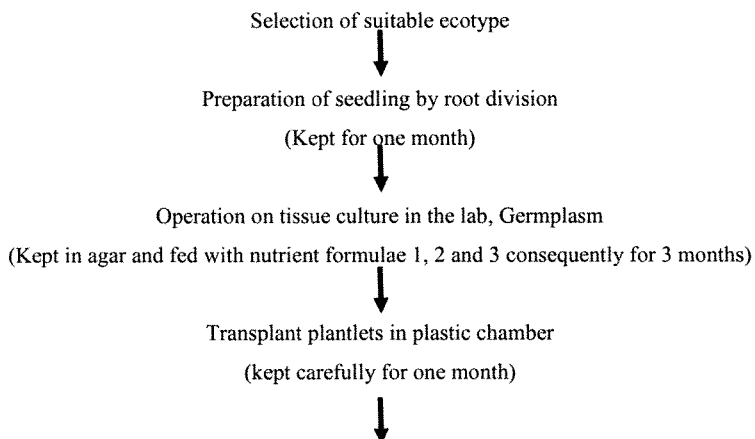 Selection of suitable ecotype
Preparation of seedling by root division
(Kept for one month)
Operation on tissue culture in the lab, Germplasm
(Kept in agar and fed with nutrient formulae 1, 2 and 3 consequently for 3 months)
Transplant plantlets in plastic chamber
(kept carefully for one month)